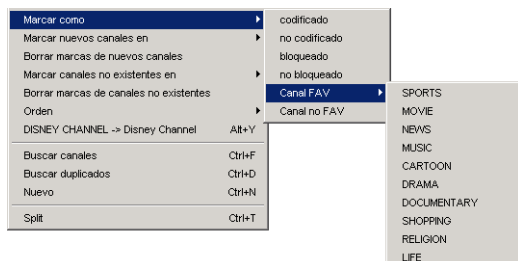 Marcar como
Marcar nuevos canales en
Borrar marcas de nuevos canales
Marcar canales no existentes en
Borrar marcas de canales no existentes
Orden
DISNEY CHANNEL -> Disney Channel Alt+Y
Buscar canales Ctrl+F
Buscar duplicados Ctrl+D
Nuevo Ctrl+N
Split Ctrl+T
codificado
no codificado
bloqueado
no bloqueado
Canal FAV
Canal no FAV
SPORTS
MOVIE
NEWS
MUSIC
CARTOON
DRAMA
DOCUMENTARY
SHOPPING
RELIGION
LIFE